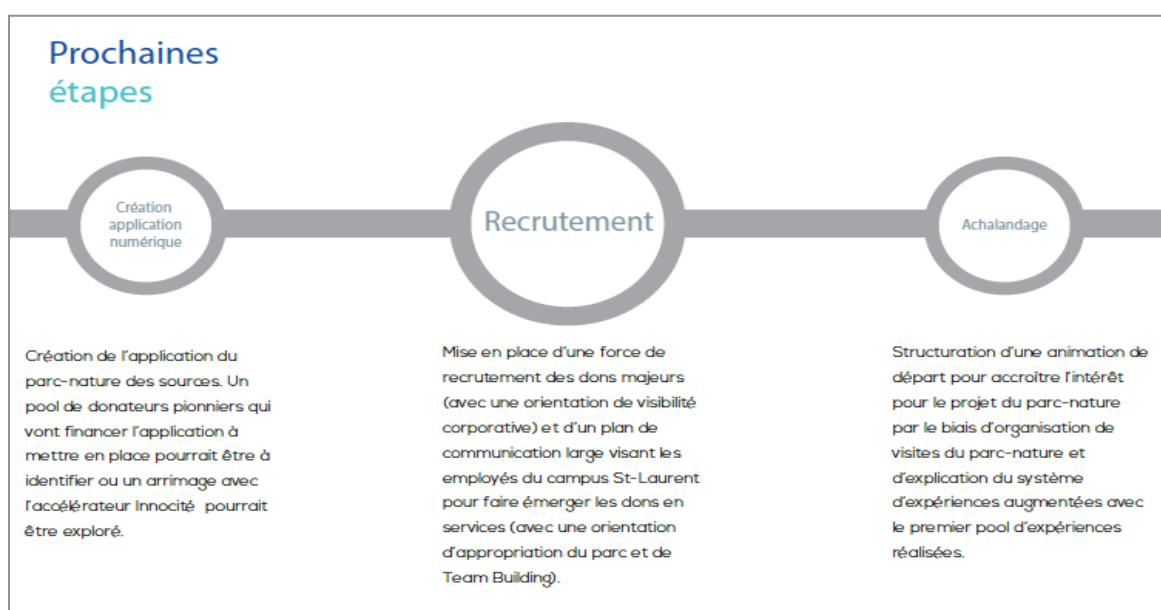 Prochaines
étapes
Création
application
numérique
Recrutement
Achalandage
Création de l'application du
parc-nature des sources. Un
pool de donateurs pionniers qui
vont financer l'application à
mettre en place pourrait être à
identifier ou un arrimage avec
l'accélérateur Innocité pourrait
être exploré.
Mise en place d'une force de
recrutement des dons majeurs
(avec une orientation de visibilité
corporative) et d'un plan de
communication large visant les
employés du campus St-Laurent
pour faire émerger les dons en
services (avec une orientation
d'appropriation du parc et de
Team Building).
Structuration d'une animation de
départ pour accroître l'intérêt
pour le projet du parc-nature
par le biais d'organisation de
visites du parc-nature et
d'explication du système
d'expériences augmentées avec
le premier pool d'expériences
réalisées.